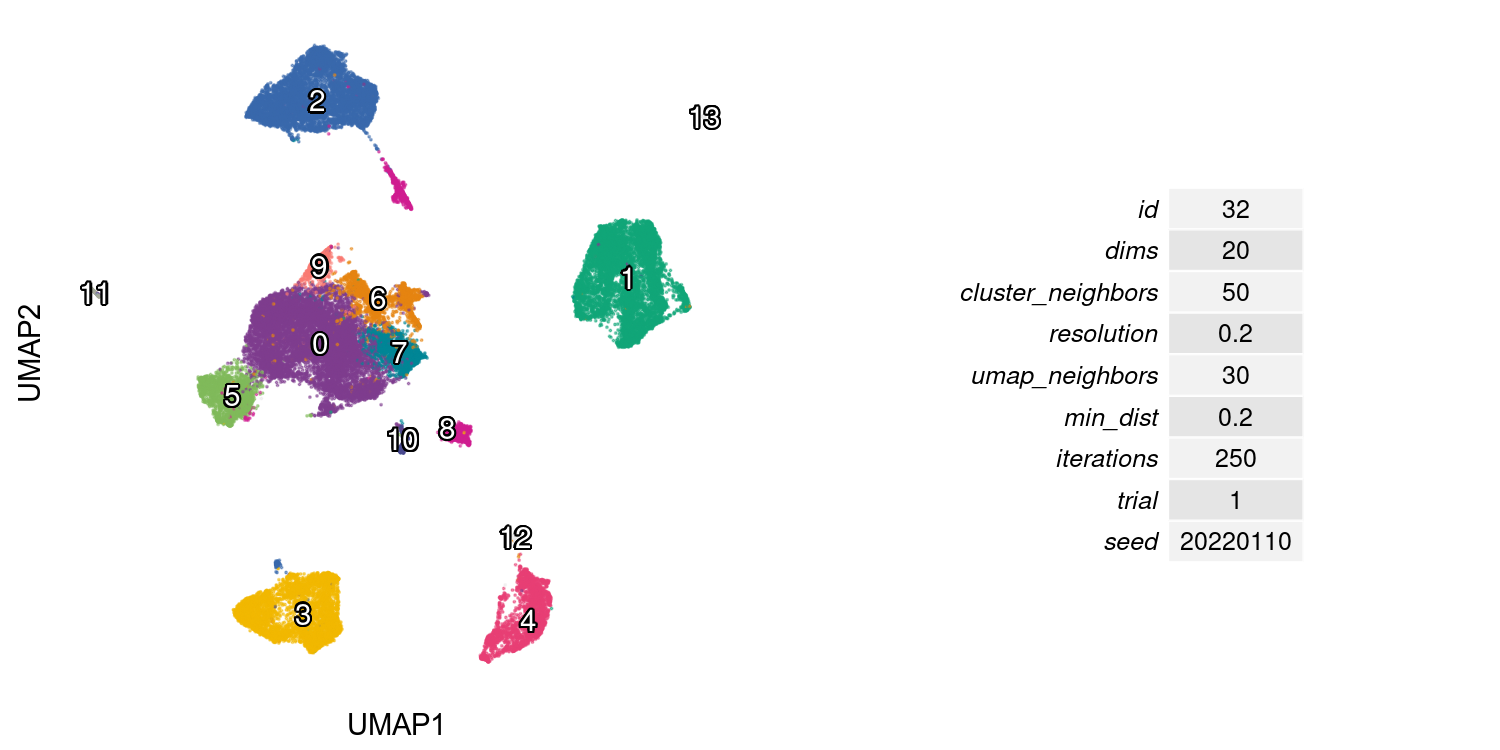 2
13
9
11
6
1
0
7
5
8
10
12
3
4
UMAP1
UMAP2
id 32
dims 20
cluster_neighbors 50
resolution 0.2
umap_neighbors 30
min_dist 0.2
iterations 250
trial 1
seed 20220110